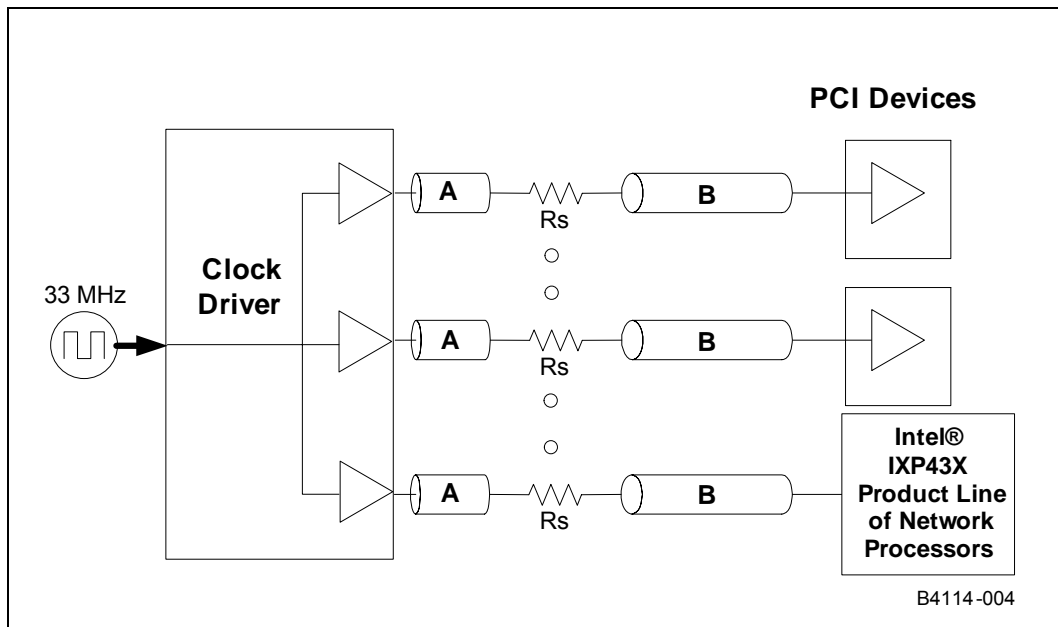 PCI Devices
A
Rs
B
Clock
Driver
33 MHz
A
Rs
B
A
Rs
B
Intel®
IXP43X
Product Line
of Network
Processors
B4114-004